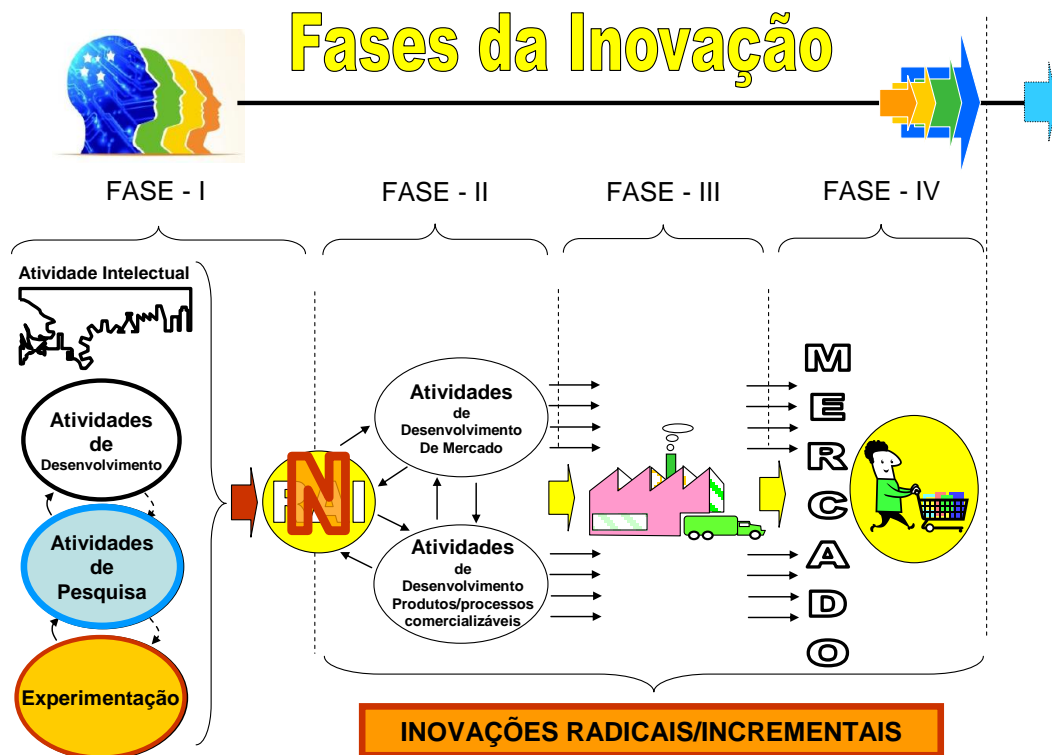 Fases da Inovação
FASE - I
FASE - II
FASE - III
FASE - IV
Atividade Intelectual
Atividades
de
Desenvolvimento
Atividades
de
Pesquisa
Experimentação
N
Atividades
de
Desenvolvimento
De Mercado
Atividades
de
Desenvolvimento
Produtos/processos
comercializáveis
MERCADO
INOVAÇÕES RADICAIS/INCREMENTAIS